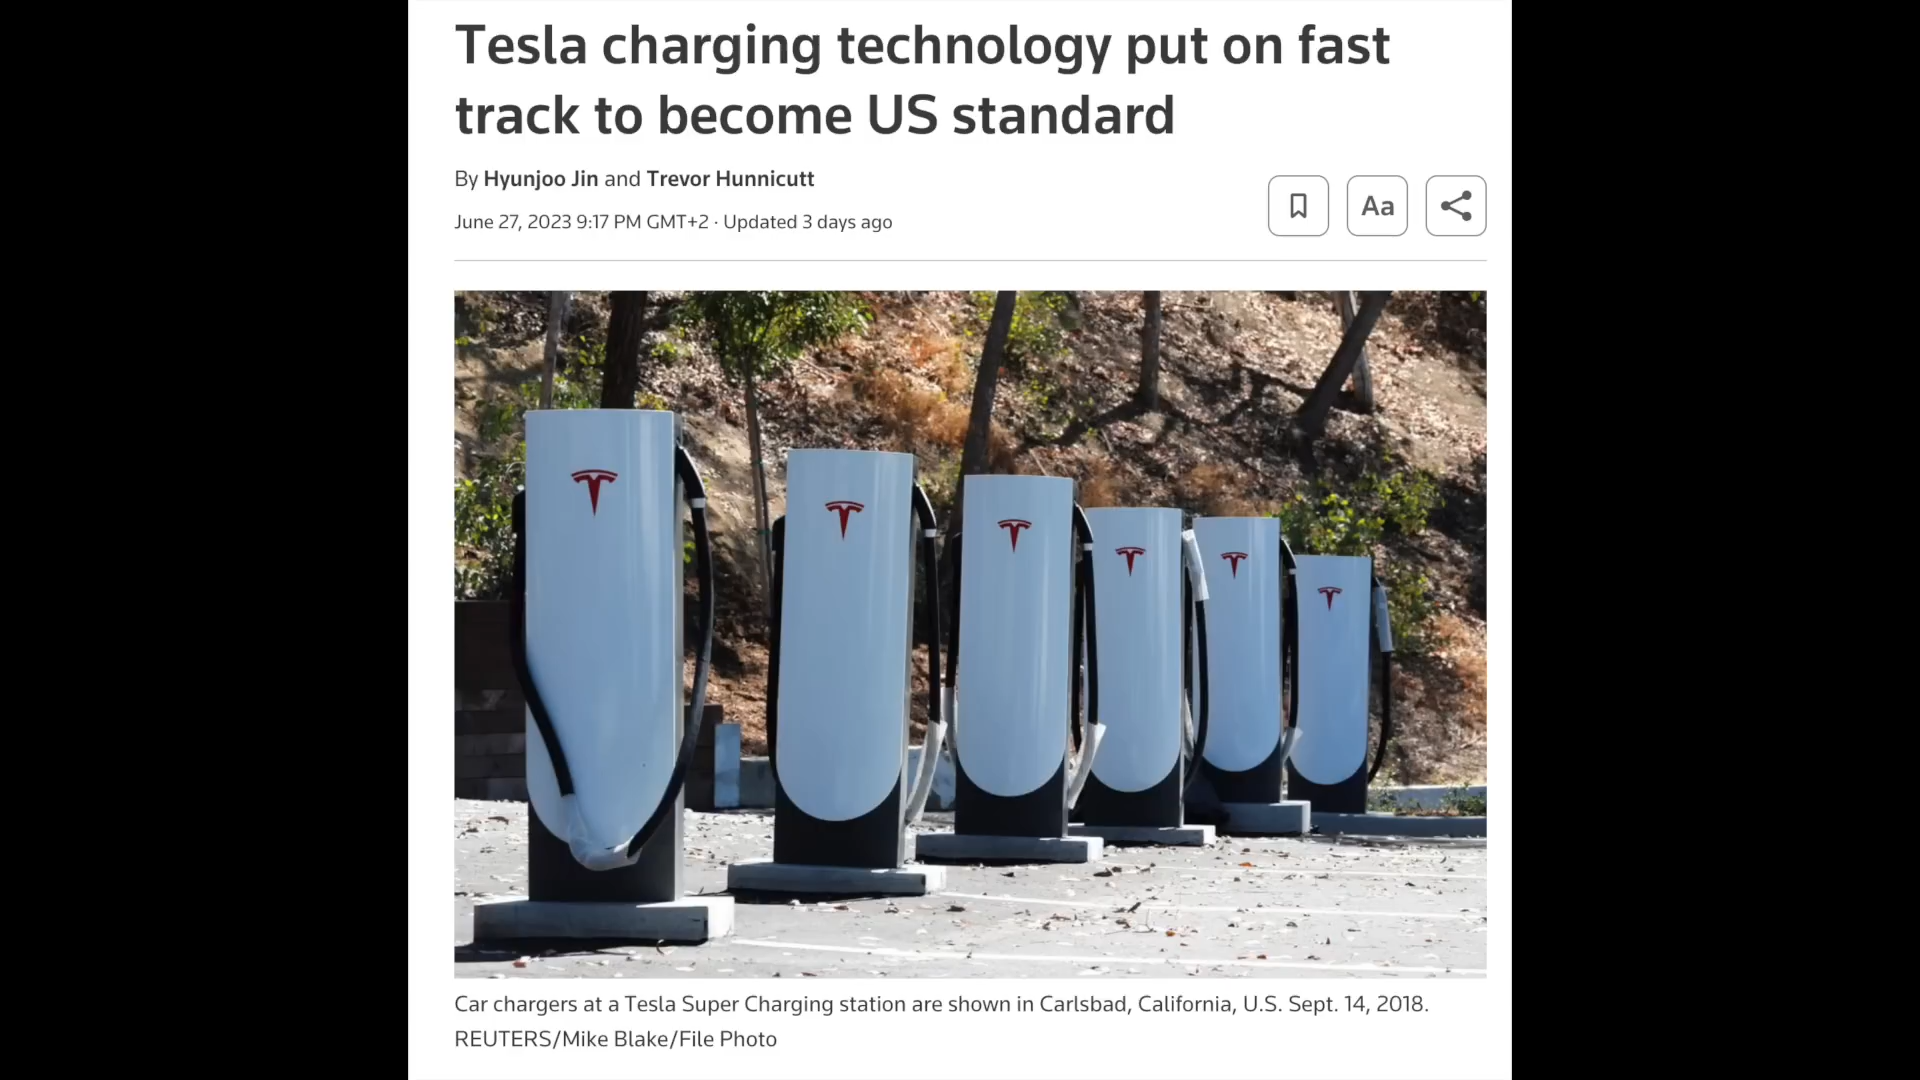 Tesla charging technology put on fast
track to become US standard
By Hyunjoo Jin and Trevor Hunnicutt
June 27, 2023 9:17 PM GMT+2 · Updated 3 days ago
Aa
Car chargers at a Tesla Super Charging station are shown in Carlsbad, California, U.S. Sept. 14, 2018.
REUTERS/Mike Blake/File Photo